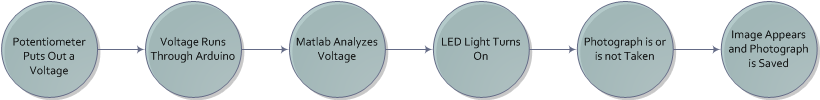 Potentiometer
Puts Out a
Voltage
Voltage Runs
Through Arduino
Matlab Analyzes
Voltage
LED Light Turns
On
Photograph is or
is not Taken
Image Appears
and Photograph
is Saved